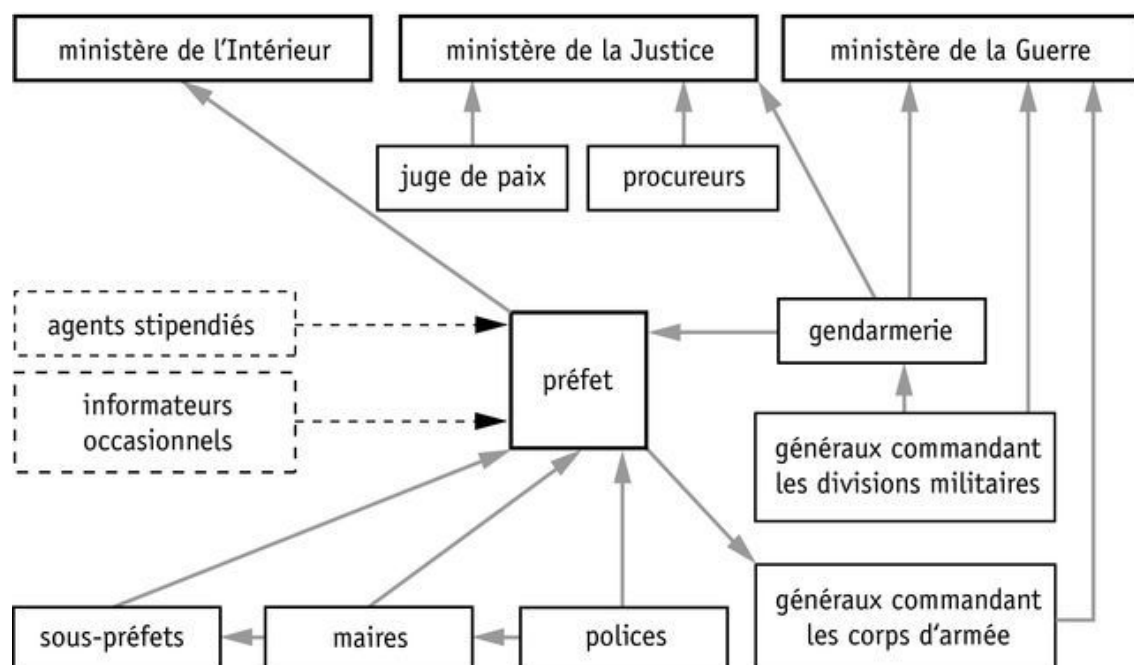 ministère de l'Intérieur
ministère de la Justice
ministère de la Guerre
juge de paix
procureurs
agents stipendiés
gendarmerie
préfet
informateurs
occasionnels
généraux commandant
les divisions militaires
généraux commandant
les corps d'armée
sous-préfets
maires
polices